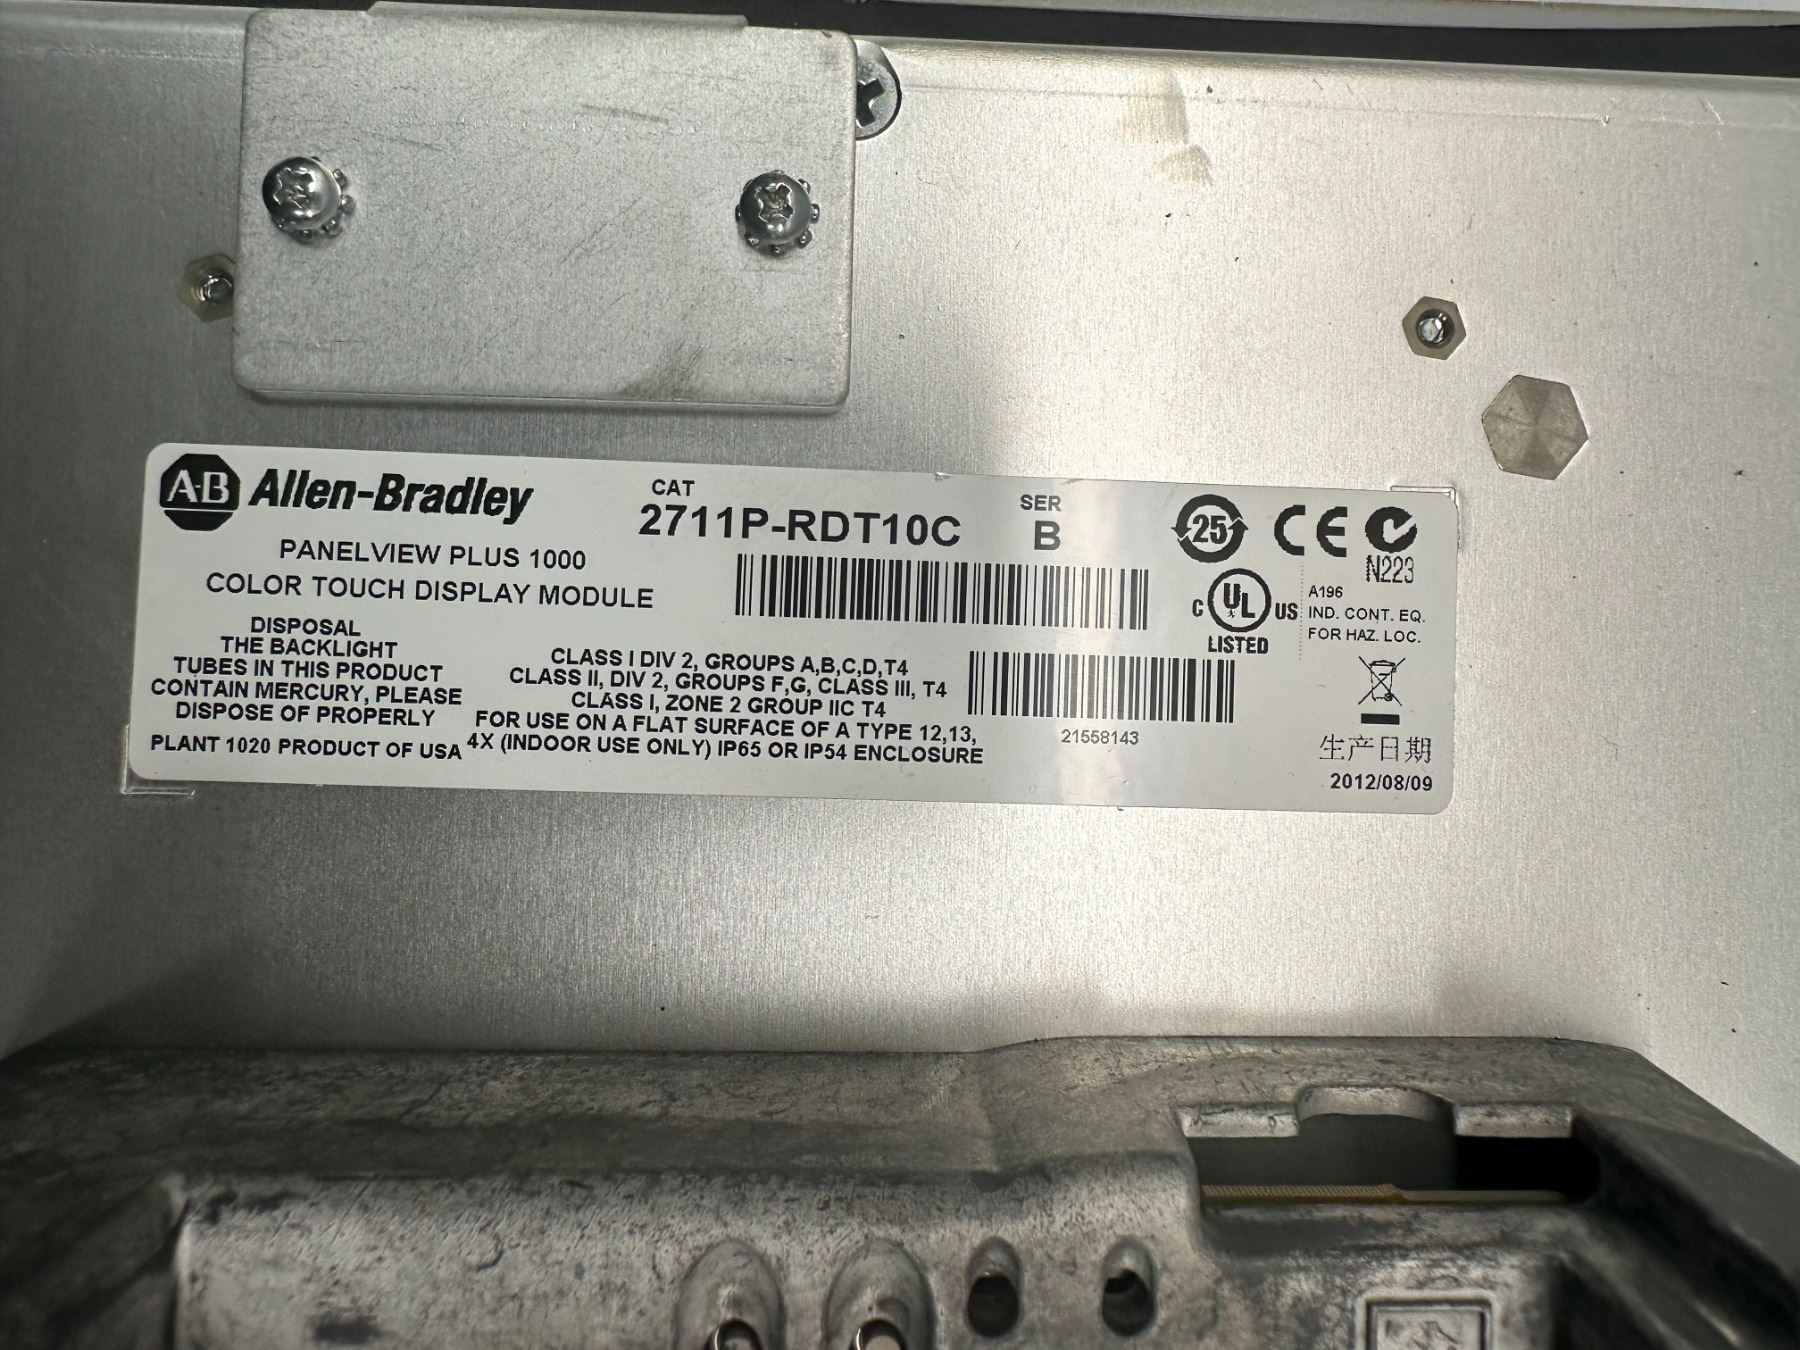 A-B Allen-Bradley
CAT
2711P-RDT10C
SER
B
PANELVIEW PLUS 1000
COLOR TOUCH DISPLAY MODULE
DISPOSAL
THE BACKLIGHT
TUBES IN THIS PRODUCT
CONTAIN MERCURY, PLEASE
DISPOSE OF PROPERLY
PLANT 1020 PRODUCT OF USA
CLASS I DIV 2, GROUPS A,B,C,D,T4
CLASS II, DIV 2, GROUPS F,G, CLASS III, T4
CLASS I, ZONE 2 GROUP IIC T4
FOR USE ON A FLAT SURFACE OF A TYPE 12,13,
4X (INDOOR USE ONLY) IP65 OR IP54 ENCLOSURE
21558143
25
CE
N223
C UL US
LISTED
A196
IND. CONT. EQ.
FOR HAZ. LOC.
生产日期
2012/08/09